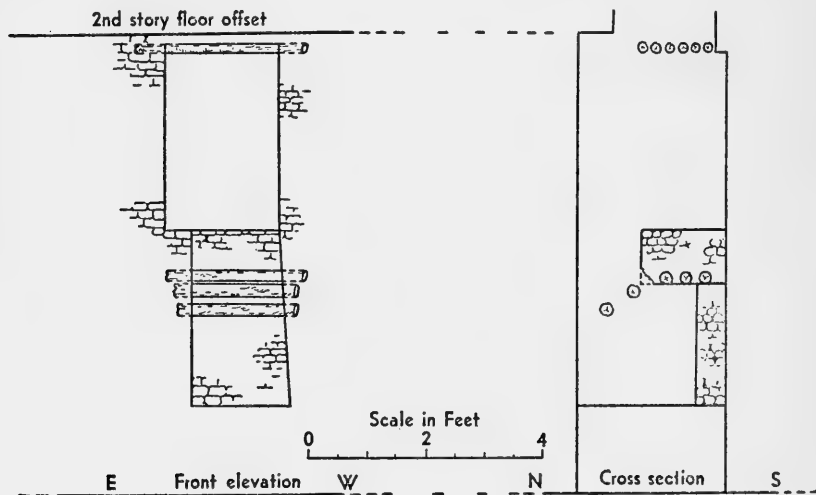 2nd story floor offset
Scale in Feet
0 2 4
E Front elevation W N Cross section S